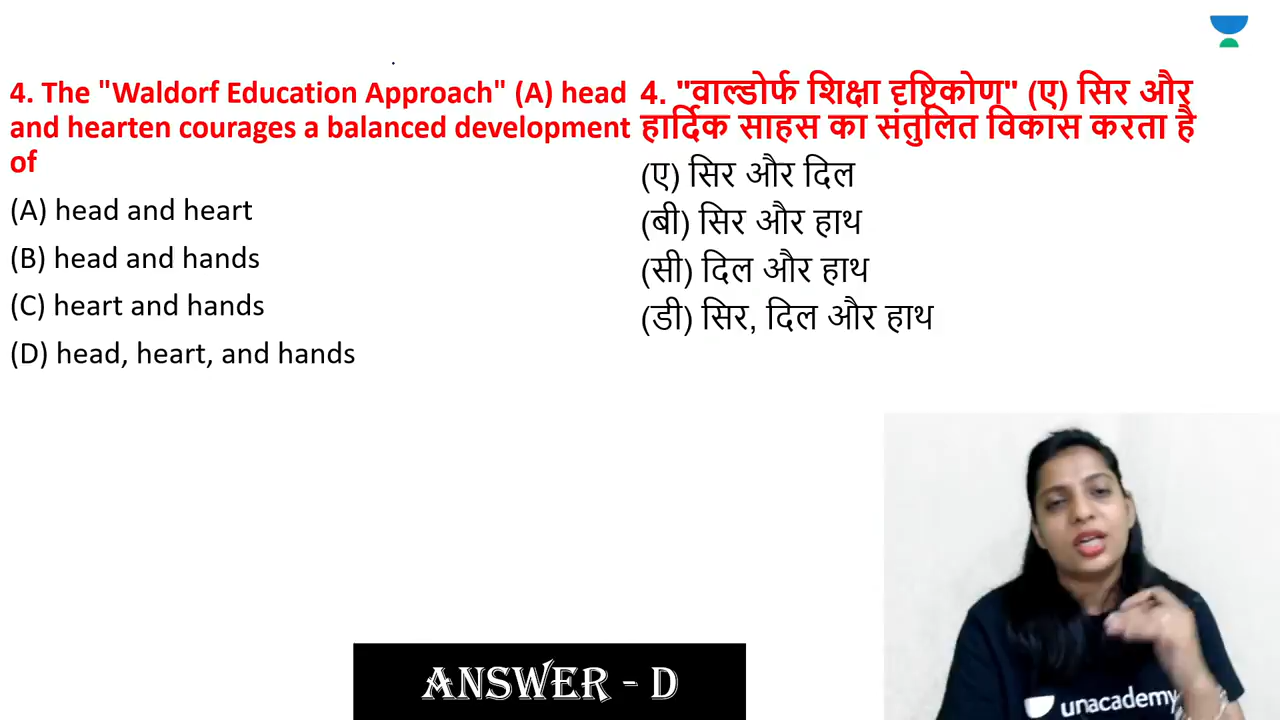 4. The "Waldorf Education Approach" (A) head
and hearten courages a balanced development
of
(A) head and heart
(B) head and hands
(C) heart and hands
(D) head, heart, and hands
4. "वाल्डोर्फ शिक्षा दृष्टिकोण" (ए) सिर और
हार्दिक साहस का संतुलित विकास करता है
(ए) सिर और दिल
(बी) सिर और हाथ
(सी) दिल और हाथ
(डी) सिर, दिल और हाथ
ANSWER - D
unacademy